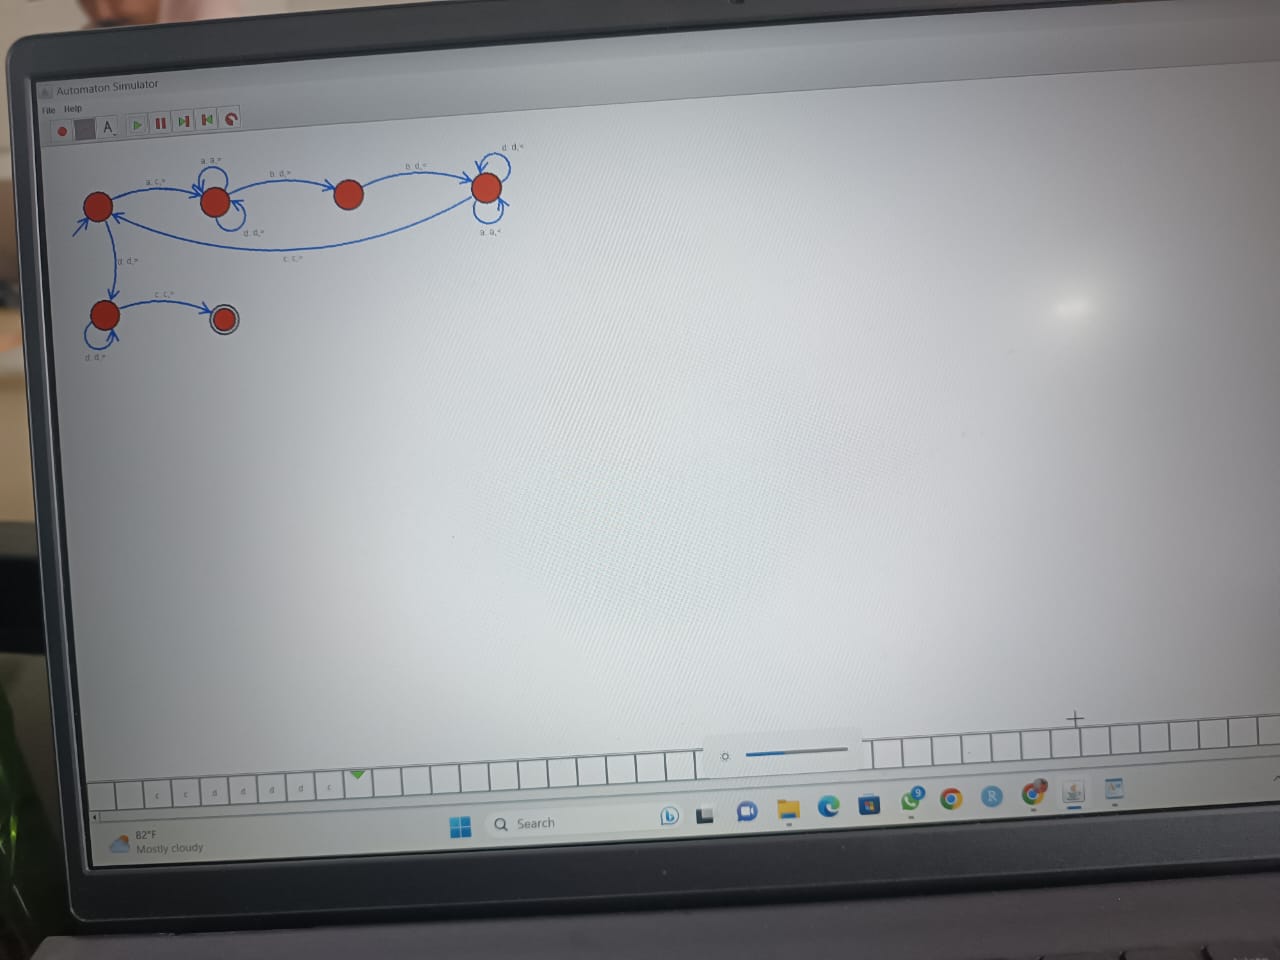 Automaton Simulator
File Help
A
a: a,>
d: d,<
a: c,>
b: d,>
b: d,<
d: d,>
a: a,<
c: c,>
d: d,>
c: c,>
d: d,>
c c d d d d c
82°F
Mostly cloudy
Search
9
R